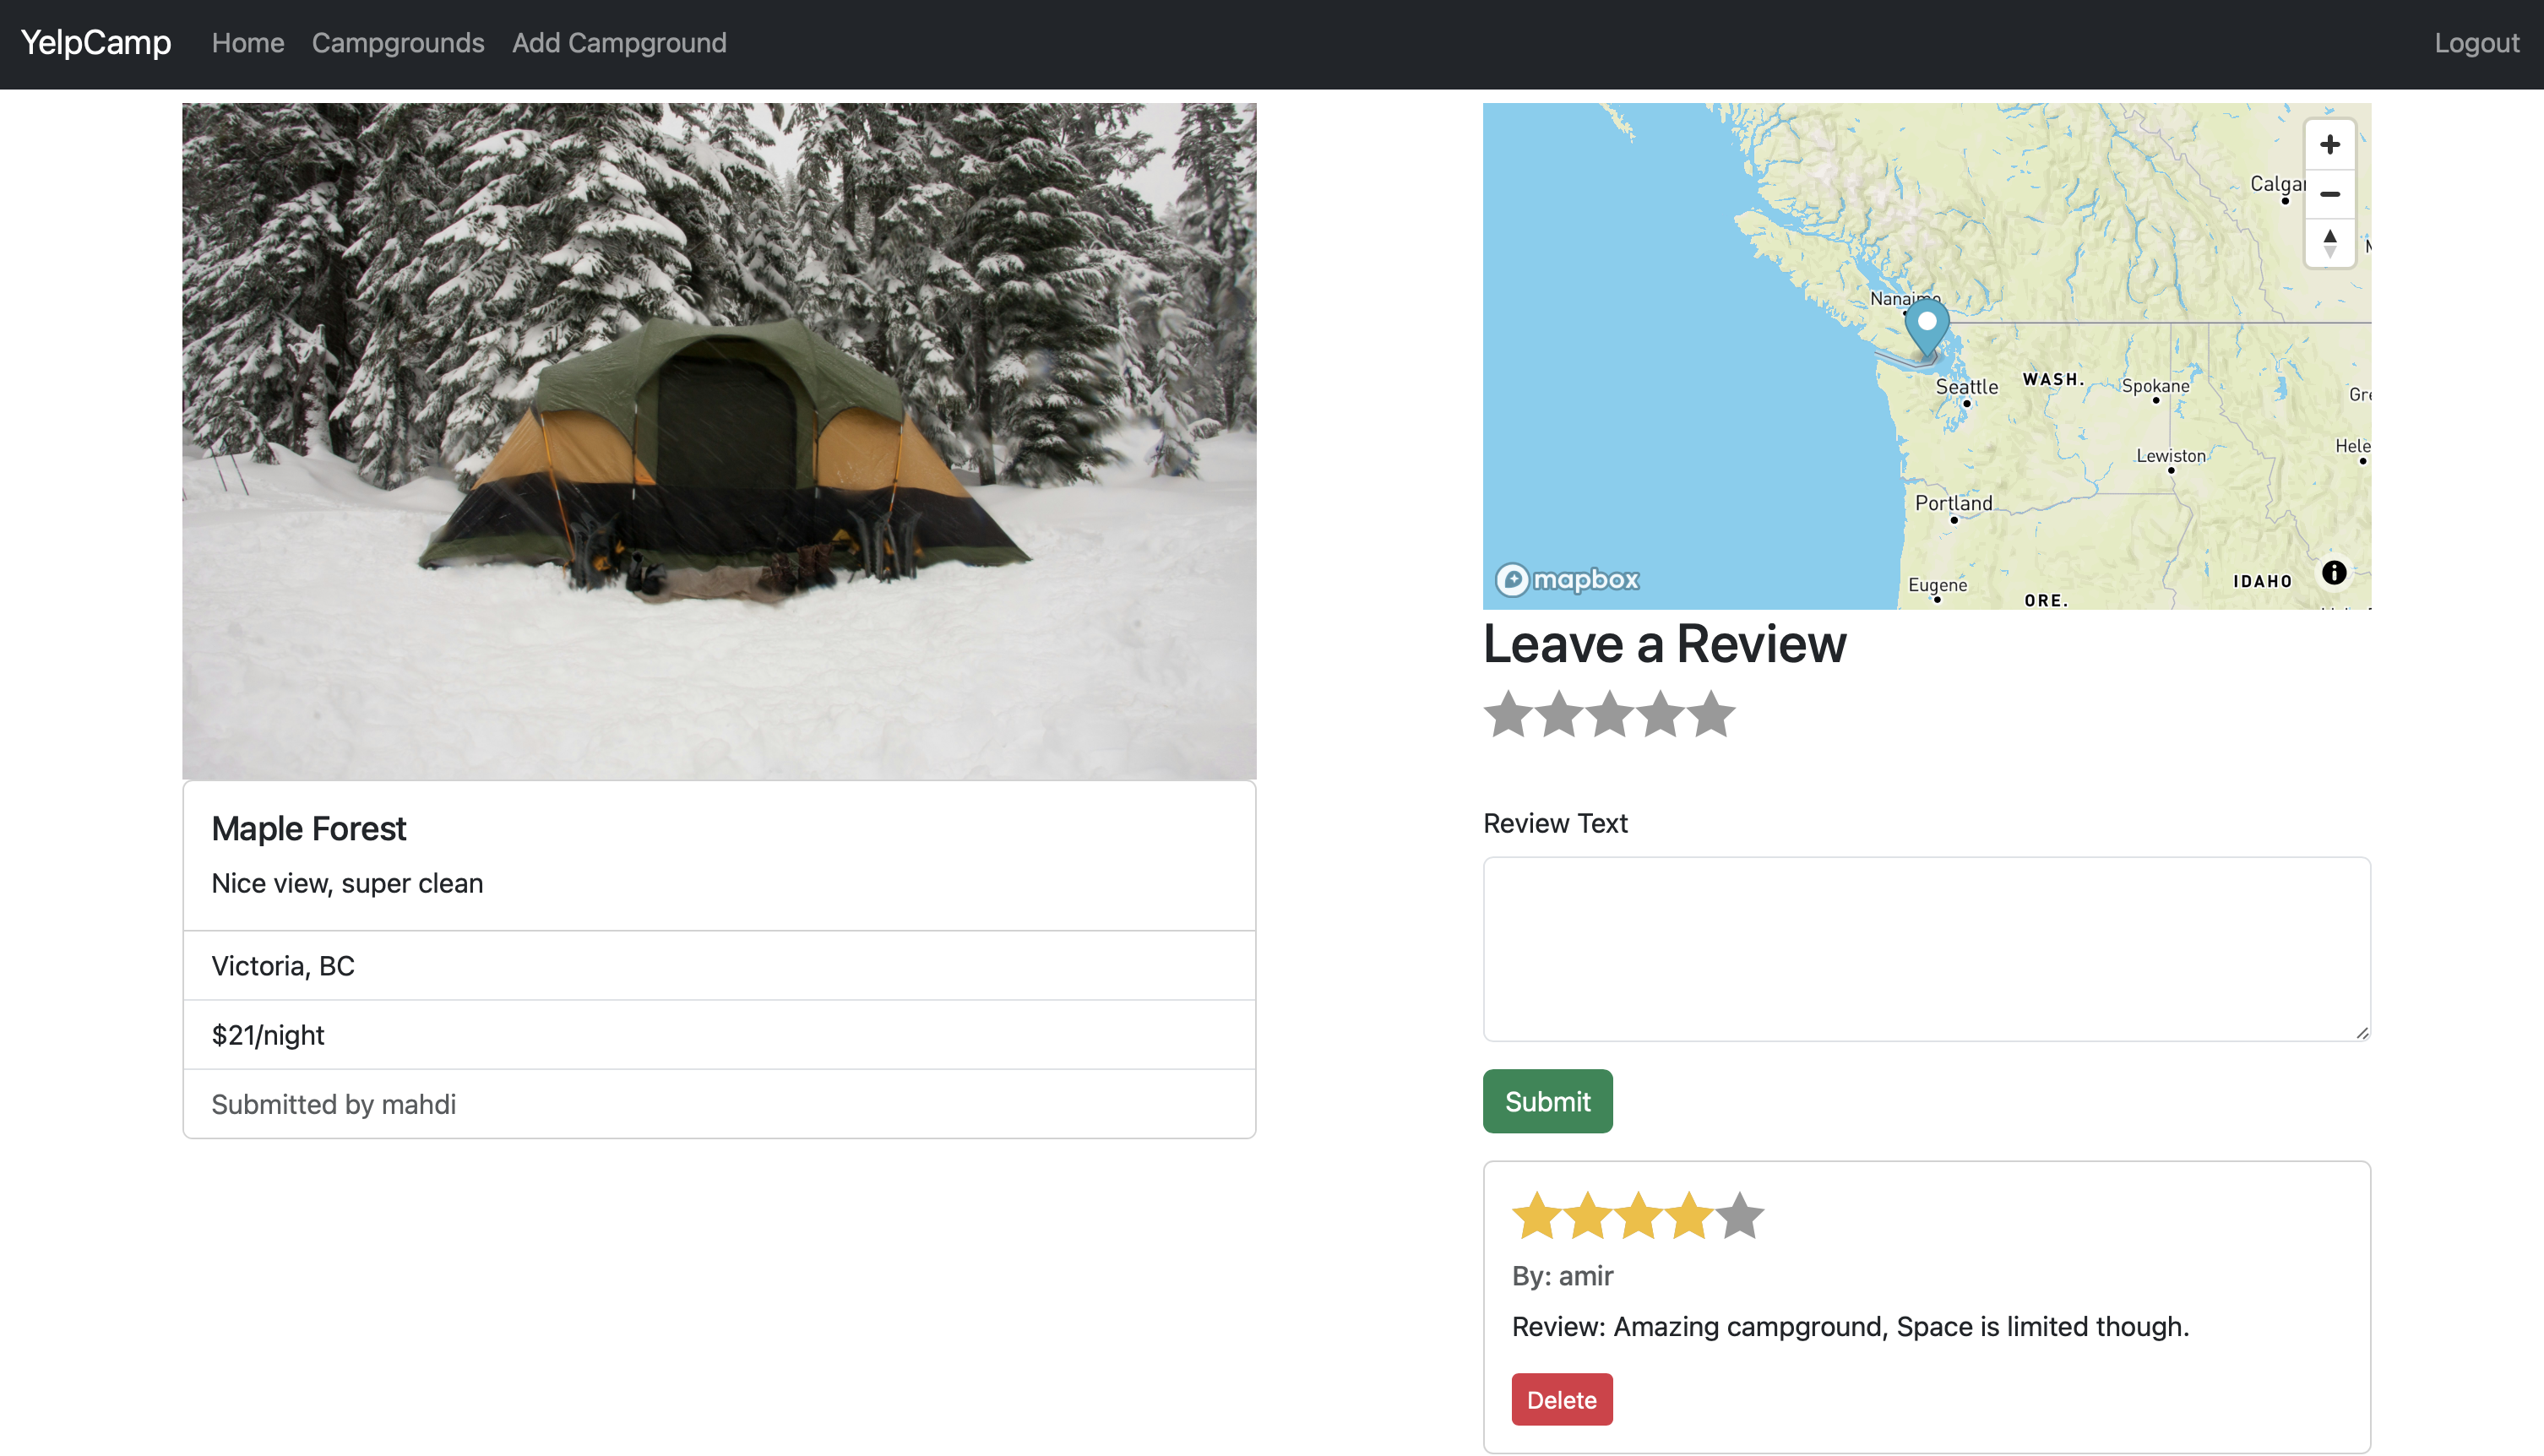 YelpCamp Home Campgrounds Add Campground Logout
Calgar
Nanaimo
Seattle
WASH.
Spokane
Gre
Hele
Lewiston
Portland
Eugene
ORE.
IDAHO
mapbox
Maple Forest
Nice view, super clean
Victoria, BC
$21/night
Submitted by mahdi
Leave a Review
Review Text
Submit
By: amir
Review: Amazing campground, Space is limited though.
Delete